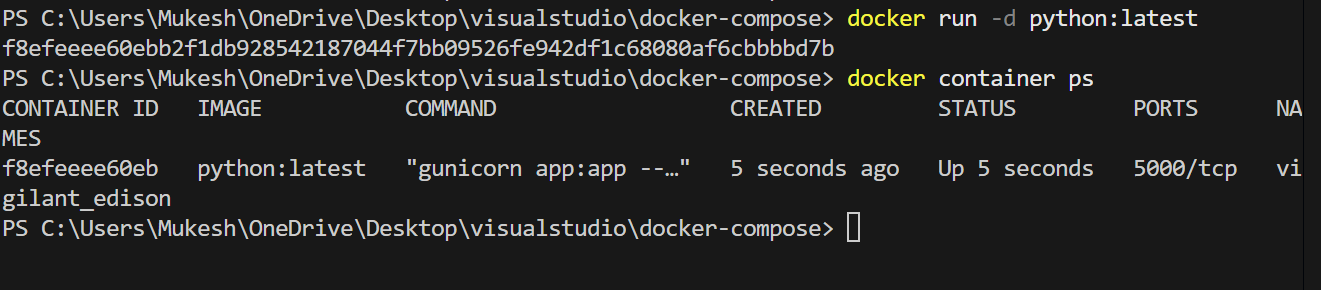 PS C:\Users\Mukesh\OneDrive\Desktop\visualstudio\docker-compose> docker run -d python:latest
f8efeeee60ebb2f1db928542187044f7bb09526fe942df1c68080af6cbbbbd7b
PS C:\Users\Mukesh\OneDrive\Desktop\visualstudio\docker-compose> docker container ps
CONTAINER ID   IMAGE           COMMAND                  CREATED         STATUS         PORTS      NA
MES
f8efeeee60eb   python:latest   "gunicorn app:app --…"   5 seconds ago   Up 5 seconds   5000/tcp   vi
gilant_edison
PS C:\Users\Mukesh\OneDrive\Desktop\visualstudio\docker-compose>